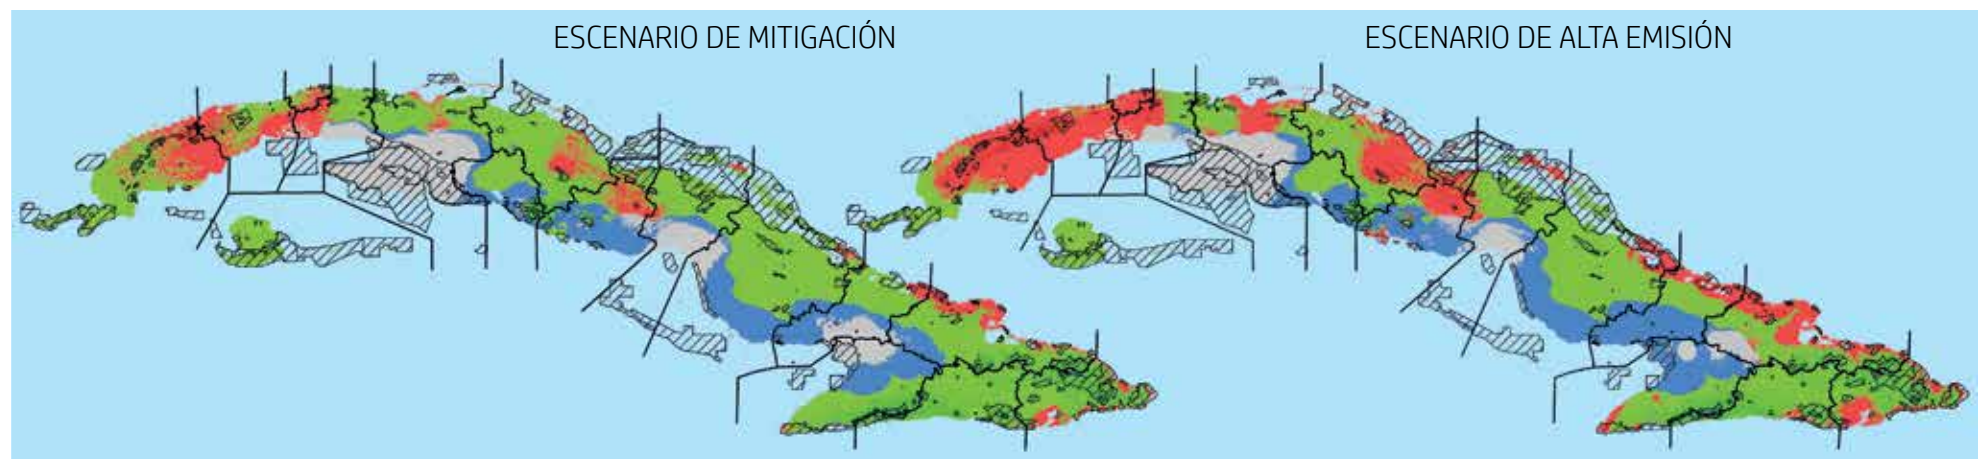 ESCENARIO DE MITIGACIÓN
ESCENARIO DE ALTA EMISIÓN